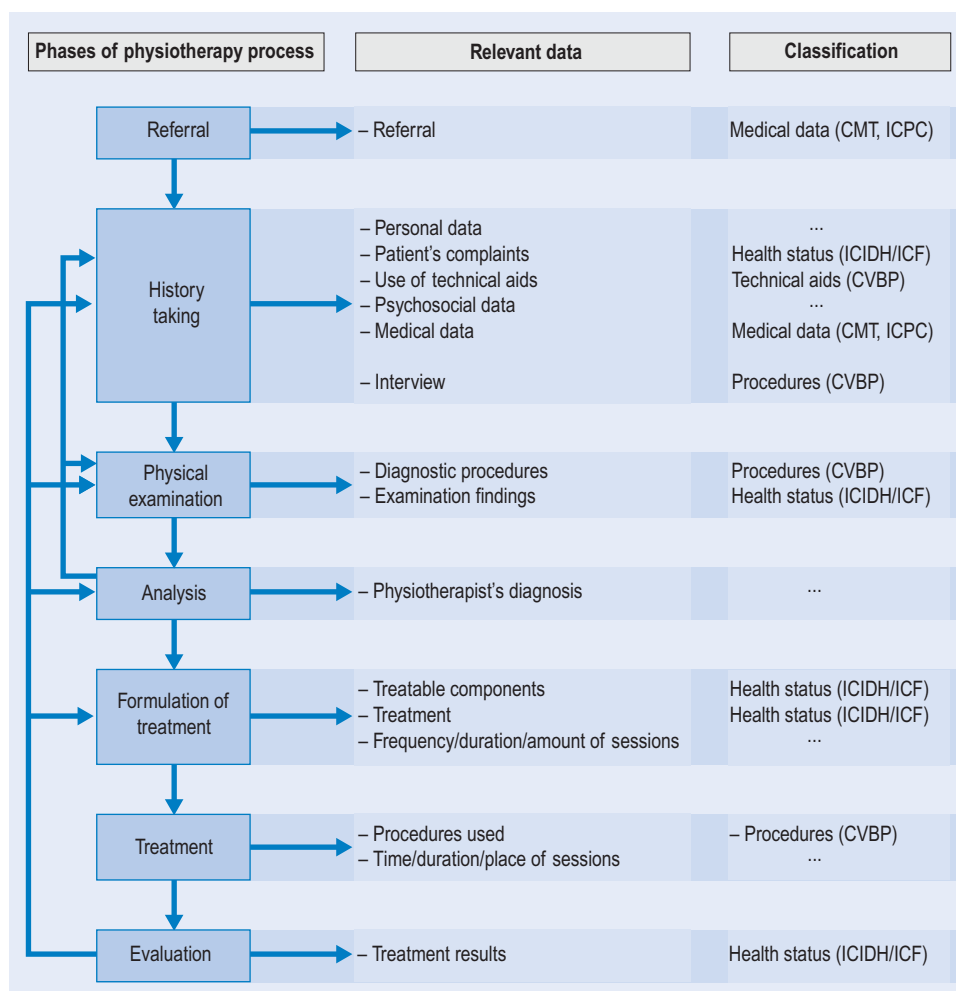 Phases of physiotherapy process
Relevant data
Classification
Referral
– Referral
Medical data (CMT, ICPC)
History
taking
– Personal data
...
– Patient's complaints
Health status (ICIDH/ICF)
– Use of technical aids
Technical aids (CVBP)
– Psychosocial data
...
– Medical data
Medical data (CMT, ICPC)
– Interview
Procedures (CVBP)
Physical
examination
– Diagnostic procedures
Procedures (CVBP)
– Examination findings
Health status (ICIDH/ICF)
Analysis
– Physiotherapist's diagnosis
...
Formulation of
treatment
– Treatable components
Health status (ICIDH/ICF)
– Treatment
Health status (ICIDH/ICF)
– Frequency/duration/amount of sessions
...
Treatment
– Procedures used
– Procedures (CVBP)
– Time/duration/place of sessions
...
Evaluation
– Treatment results
Health status (ICIDH/ICF)